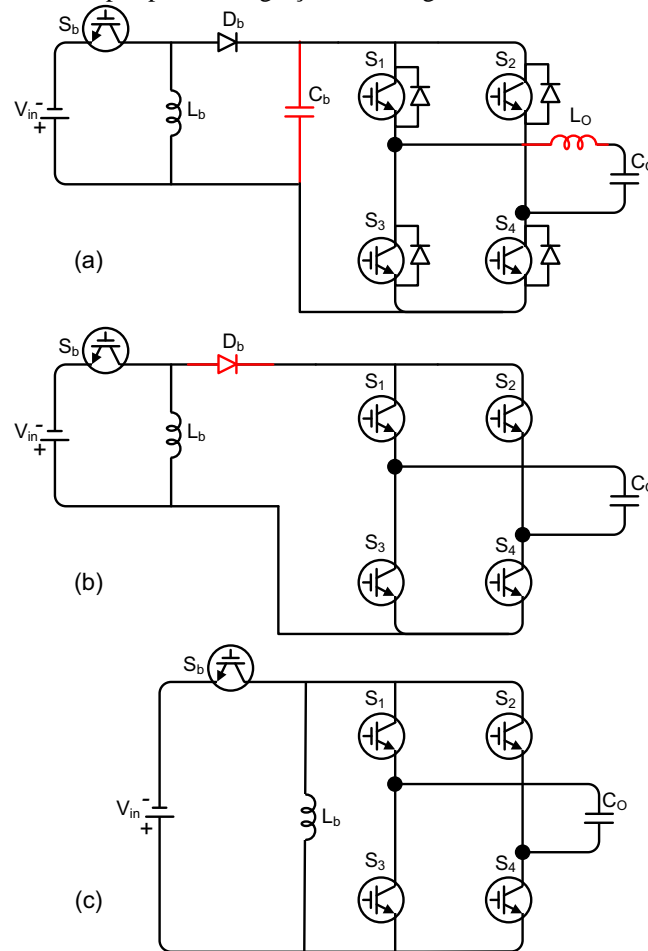 Sb
Db
S1
S2
Vin
-
+
Lb
Cb
LO
CO
S3
S4
(a)
Sb
Db
S1
S2
Vin
-
+
Lb
CO
S3
S4
(b)
Sb
S1
S2
Vin
-
+
Lb
CO
S3
S4
(c)